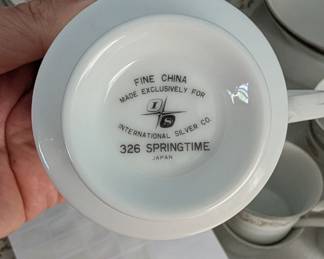 FINE CHINA
MADE EXCLUSIVELY FOR
I/S
INTERNATIONAL SILVER CO.
326 SPRINGTIME
JAPAN